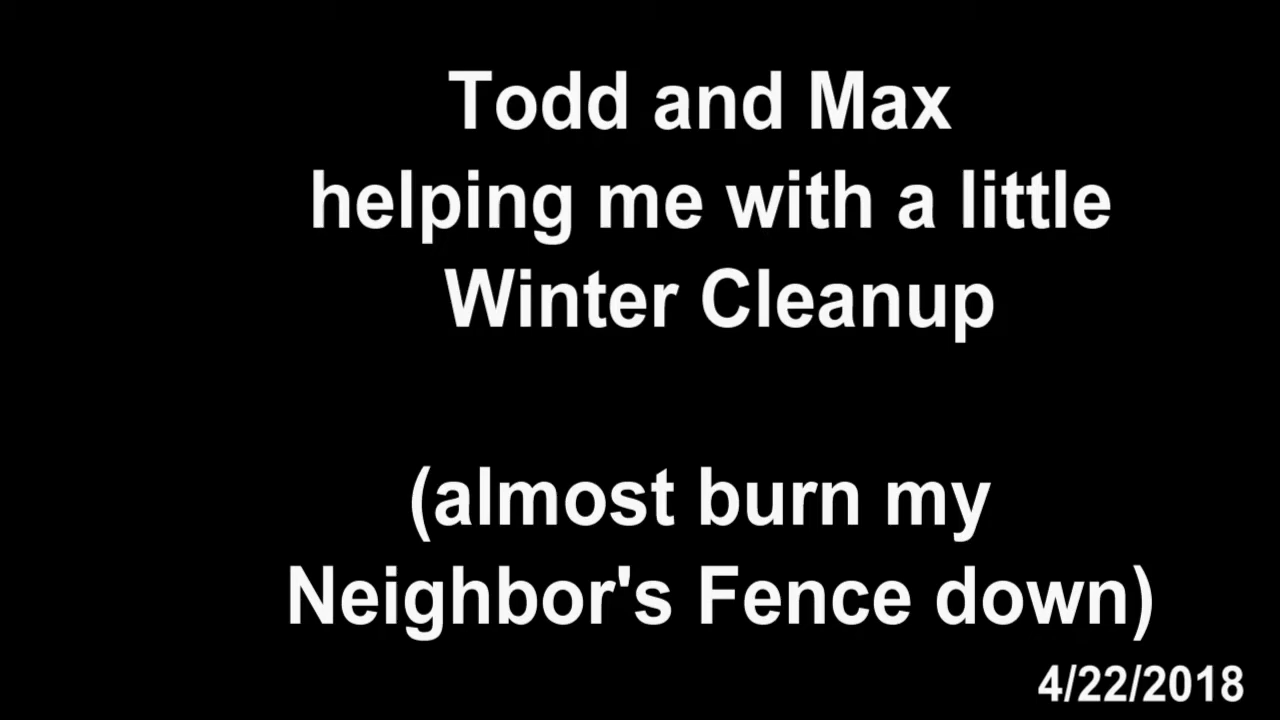 Todd and Max
helping me with a little
Winter Cleanup
(almost burn my
Neighbor's Fence down)
4/22/2018